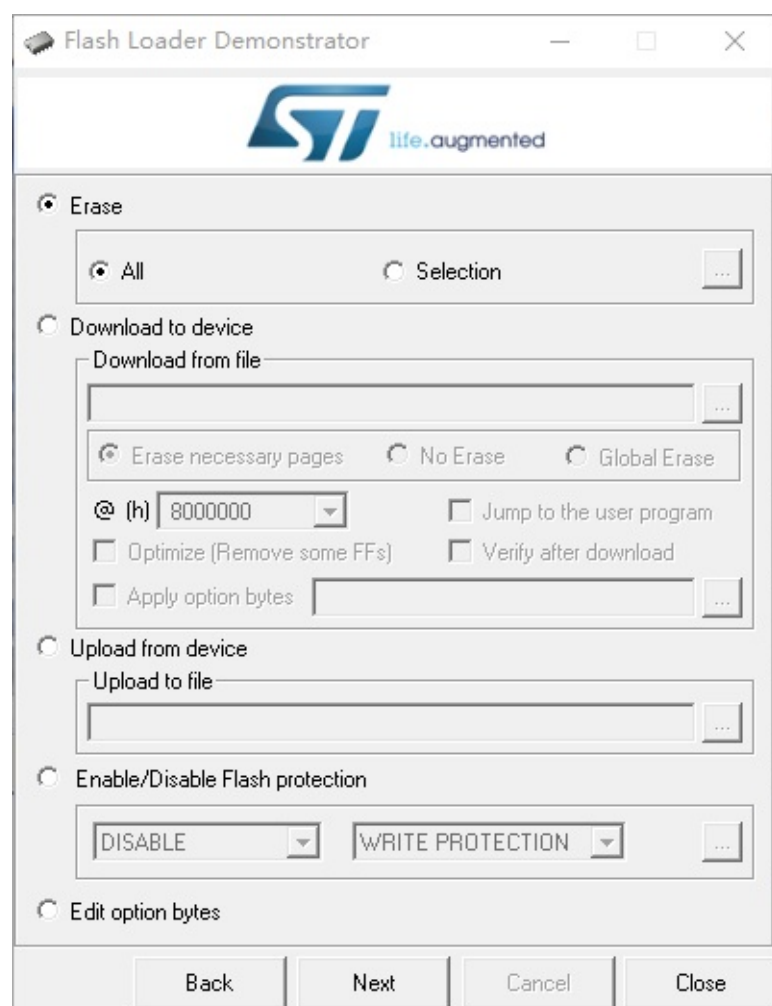 Flash Loader Demonstrator
ST life.augmented
Erase
All Selection ...
Download to device
Download from file
...
Erase necessary pages No Erase Global Erase
@ (h) 8000000 Jump to the user program
Optimize (Remove some FFs) Verify after download
Apply option bytes ...
Upload from device
Upload to file
...
Enable/Disable Flash protection
DISABLE WRITE PROTECTION ...
Edit option bytes
Back Next Cancel Close